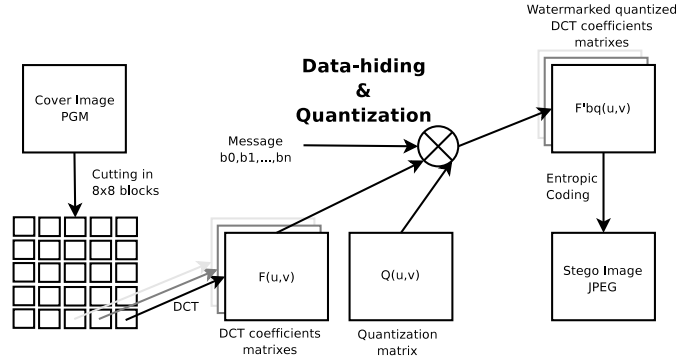 Watermarked quantized
DCT coefficients
matrixes
Data-hiding
&
Quantization
Cover Image
PGM
F'bq(u,v)
Message
b0,b1,...,bn
Cutting in
8x8 blocks
Entropic
Coding
F(u,v)
Q(u,v)
Stego Image
JPEG
DCT
DCT coefficients
matrixes
Quantization
matrix